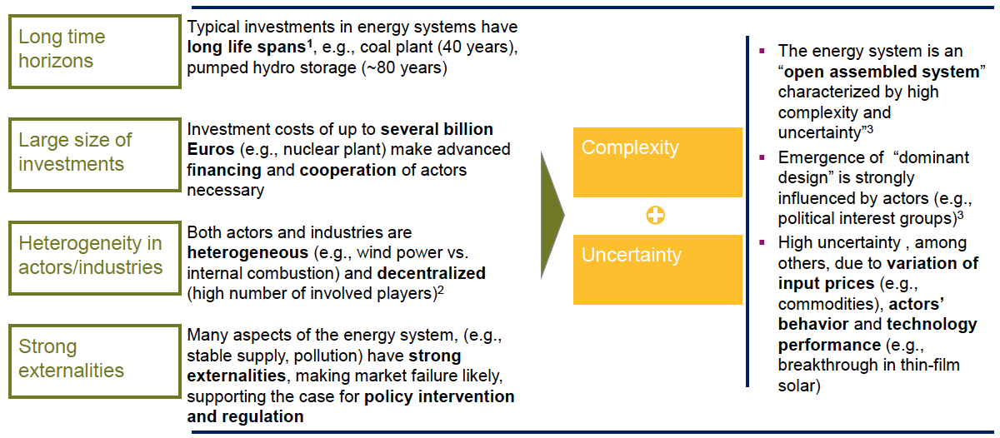 Long time
horizons
Typical investments in energy systems have
long life spans¹, e.g., coal plant (40 years),
pumped hydro storage (~80 years)
Large size of
investments
Investment costs of up to several billion
Euros (e.g., nuclear plant) make advanced
financing and cooperation of actors
necessary
Heterogeneity in
actors/industries
Both actors and industries are
heterogeneous (e.g., wind power vs.
internal combustion) and decentralized
(high number of involved players)²
Strong
externalities
Many aspects of the energy system, (e.g.,
stable supply, pollution) have strong
externalities, making market failure likely,
supporting the case for policy intervention
and regulation
Complexity
Uncertainty
▪ The energy system is an
“open assembled system”
characterized by high
complexity and
uncertainty”³
▪ Emergence of “dominant
design” is strongly
influenced by actors (e.g.,
political interest groups)³
▪ High uncertainty , among
others, due to variation of
input prices (e.g.,
commodities), actors’
behavior and technology
performance (e.g.,
breakthrough in thin-film
solar)